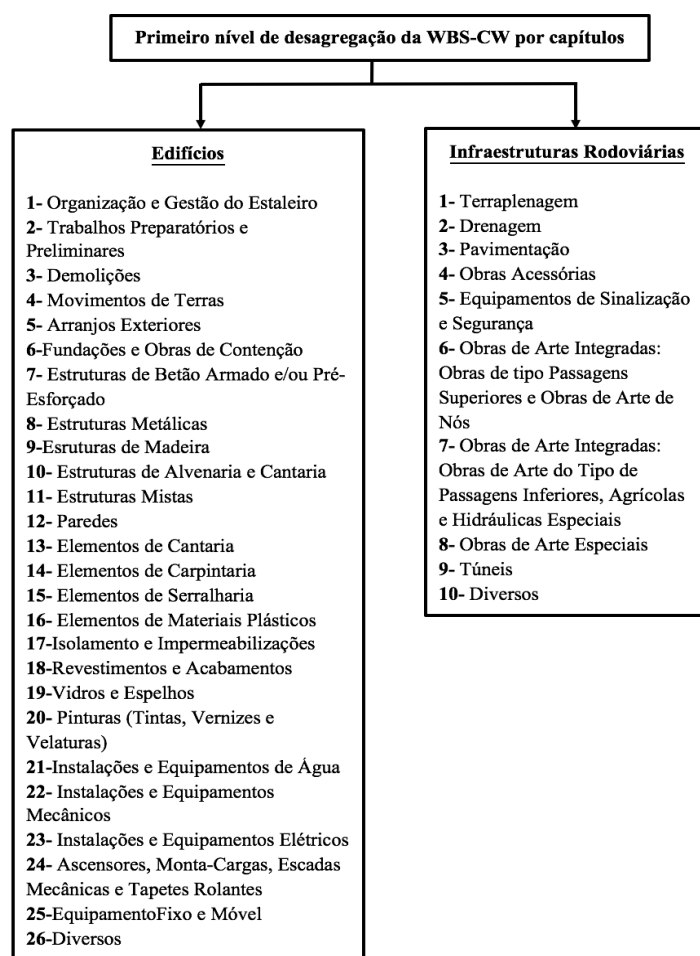 Primeiro nível de desagregação da WBS-CW por capítulos
Edifícios
1- Organização e Gestão do Estaleiro
2- Trabalhos Preparatórios e
Preliminares
3- Demolições
4- Movimentos de Terras
5- Arranjos Exteriores
6-Fundações e Obras de Contenção
7- Estruturas de Betão Armado e/ou Pré-
Esforçado
8- Estruturas Metálicas
9-Esruturas de Madeira
10- Estruturas de Alvenaria e Cantaria
11- Estruturas Mistas
12- Paredes
13- Elementos de Cantaria
14- Elementos de Carpintaria
15- Elementos de Serralharia
16- Elementos de Materiais Plásticos
17-Isolamento e Impermeabilizações
18-Revestimentos e Acabamentos
19-Vidros e Espelhos
20- Pinturas (Tintas, Vernizes e
Velaturas)
21-Instalações e Equipamentos de Água
22- Instalações e Equipamentos
Mecânicos
23- Instalações e Equipamentos Elétricos
24- Ascensores, Monta-Cargas, Escadas
Mecânicas e Tapetes Rolantes
25-EquipamentoFixo e Móvel
26-Diversos
Infraestruturas Rodoviárias
1- Terraplenagem
2- Drenagem
3- Pavimentação
4- Obras Acessórias
5- Equipamentos de Sinalização
e Segurança
6- Obras de Arte Integradas:
Obras de tipo Passagens
Superiores e Obras de Arte de
Nós
7- Obras de Arte Integradas:
Obras de Arte do Tipo de
Passagens Inferiores, Agrícolas
e Hidráulicas Especiais
8- Obras de Arte Especiais
9- Túneis
10- Diversos